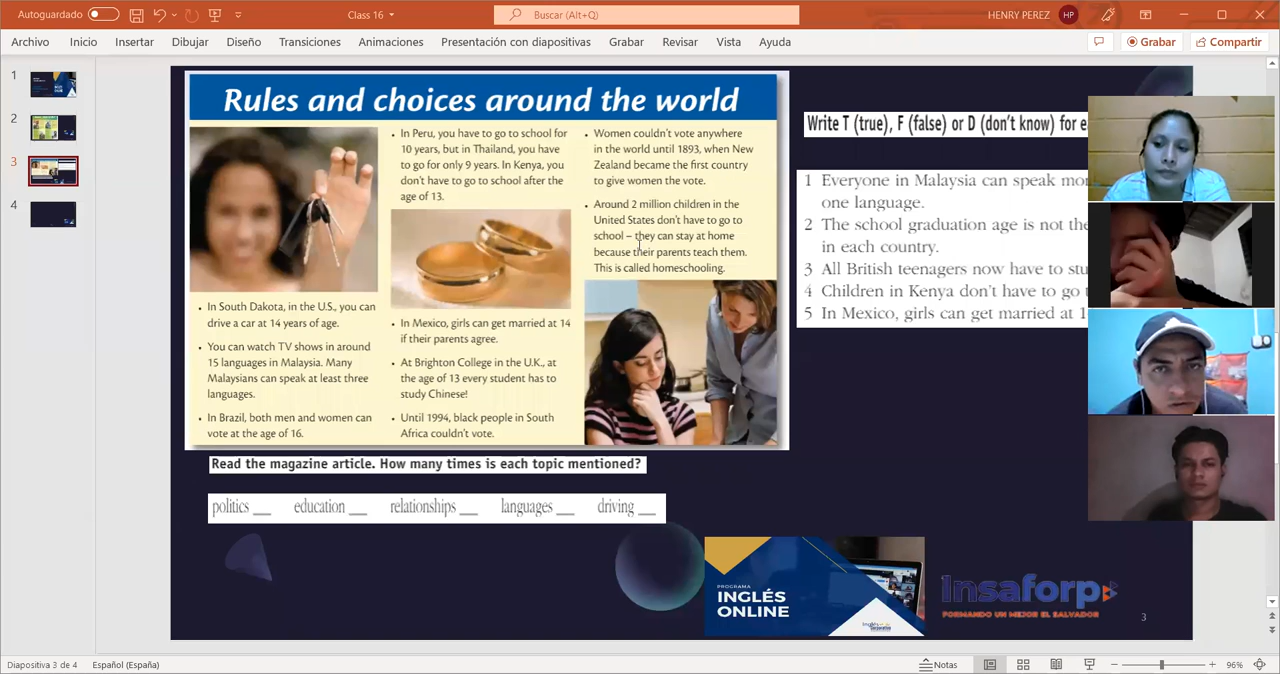 Autoguardado
Class 16
Buscar (Alt+Q)
HENRY PEREZ
HP
Archivo
Inicio
Insertar
Dibujar
Diseño
Transiciones
Animaciones
Presentación con diapositivas
Grabar
Revisar
Vista
Ayuda
Grabar
Compartir
1
2
3
4
Rules and choices around the world
• In South Dakota, in the U.S., you can
drive a car at 14 years of age.
• You can watch TV shows in around
15 languages in Malaysia. Many
Malaysians can speak at least three
languages.
• In Brazil, both men and women can
vote at the age of 16.
• In Peru, you have to go to school for
10 years, but in Thailand, you have
to go for only 9 years. In Kenya, you
don't have to go to school after the
age of 13.
• In Mexico, girls can get married at 14
if their parents agree.
• At Brighton College in the U.K., at
the age of 13 every student has to
study Chinese!
• Until 1994, black people in South
Africa couldn't vote.
• Women couldn't vote anywhere
in the world until 1893, when New
Zealand became the first country
to give women the vote.
• Around 2 million children in the
United States don't have to go to
school – they can stay at home
because their parents teach them.
This is called homeschooling.
Read the magazine article. How many times is each topic mentioned?
politics __ education __ relationships __ languages __ driving __
Write T (true), F (false) or D (don't know) for e
1 Everyone in Malaysia can speak mo
one language.
2 The school graduation age is not the
in each country.
3 All British teenagers now have to stu
4 Children in Kenya don't have to go t
5 In Mexico, girls can get married at 1
PROGRAMA
INGLÉS
ONLINE
Insaforp
FORMANDO UN MEJOR EL SALVADOR
3
Diapositiva 3 de 4
Español (España)
Notas
96%